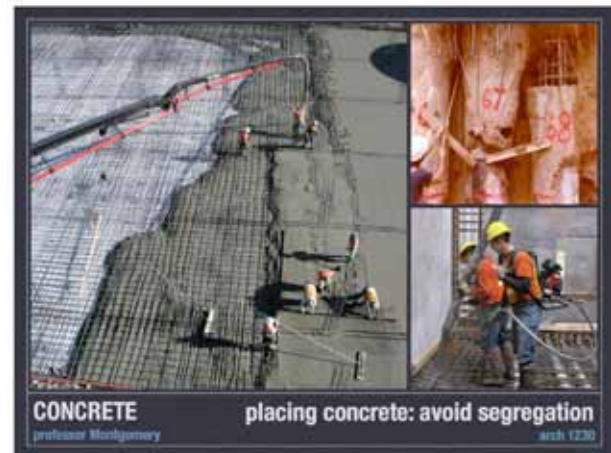 67
68
CONCRETE placing concrete: avoid segregation
professor Montgomery arch 1230